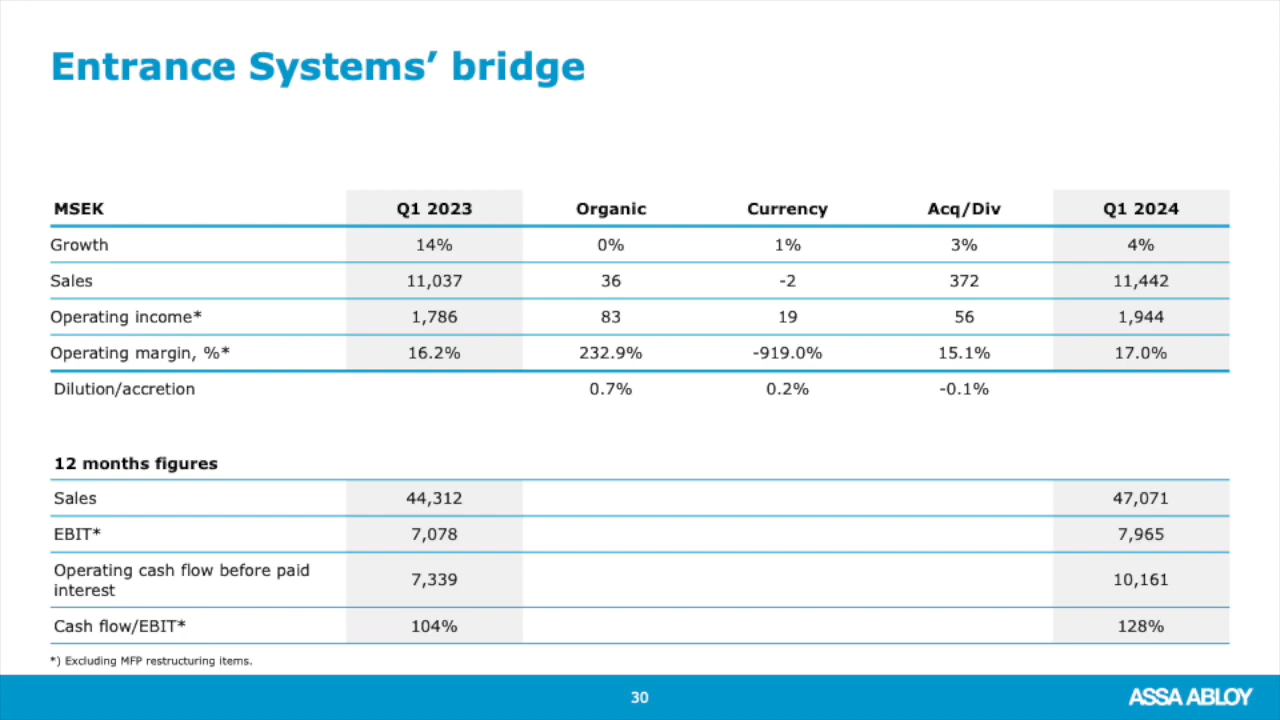 Entrance Systems’ bridge
MSEK Q1 2023 Organic Currency Acq/Div Q1 2024
Growth 14% 0% 1% 3% 4%
Sales 11,037 36 -2 372 11,442
Operating income* 1,786 83 19 56 1,944
Operating margin, %* 16.2% 232.9% -919.0% 15.1% 17.0%
Dilution/accretion 0.7% 0.2% -0.1%
12 months figures
Sales 44,312 47,071
EBIT* 7,078 7,965
Operating cash flow before paid
interest 7,339 10,161
Cash flow/EBIT* 104% 128%
*) Excluding MFP restructuring items.
30
ASSA ABLOY